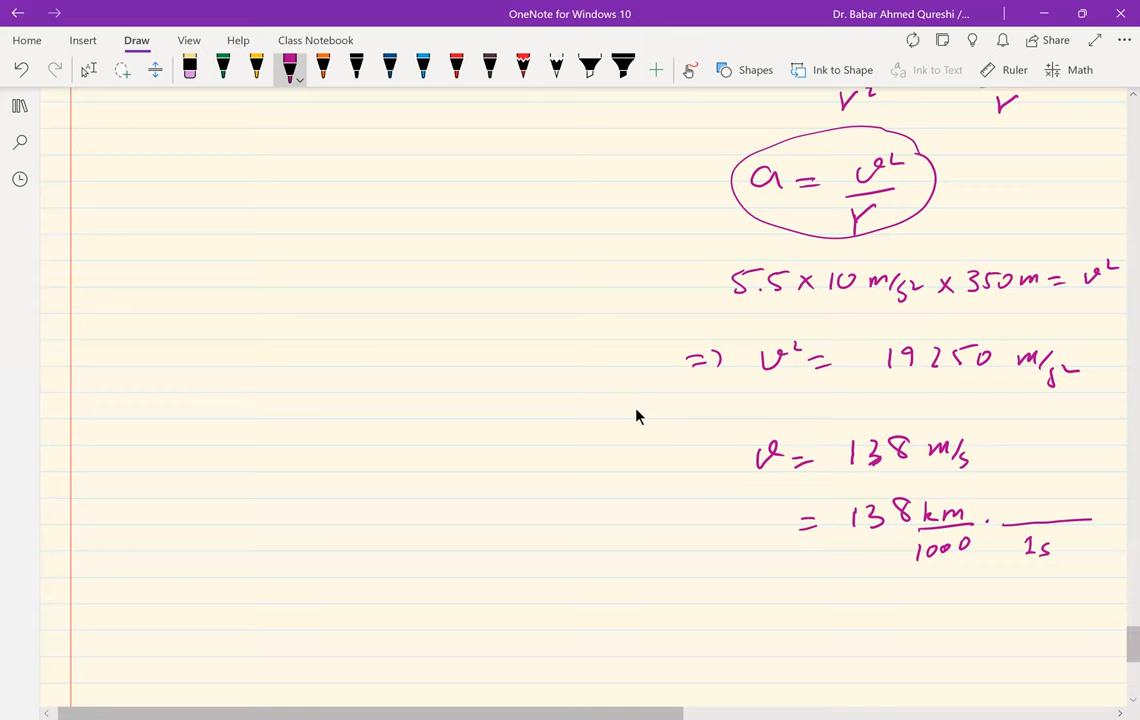 OneNote for Windows 10
Dr. Babar Ahmed Qureshi /...
Home Insert Draw View Help Class Notebook
Share
Shapes Ink to Shape Ink to Text Ruler Math
r² r
a = v²/r
5.5 × 10 m/s² × 350m = v²
=> v² = 19250 m/s²
v = 138 m/s
= 138 km/1000 · /1s